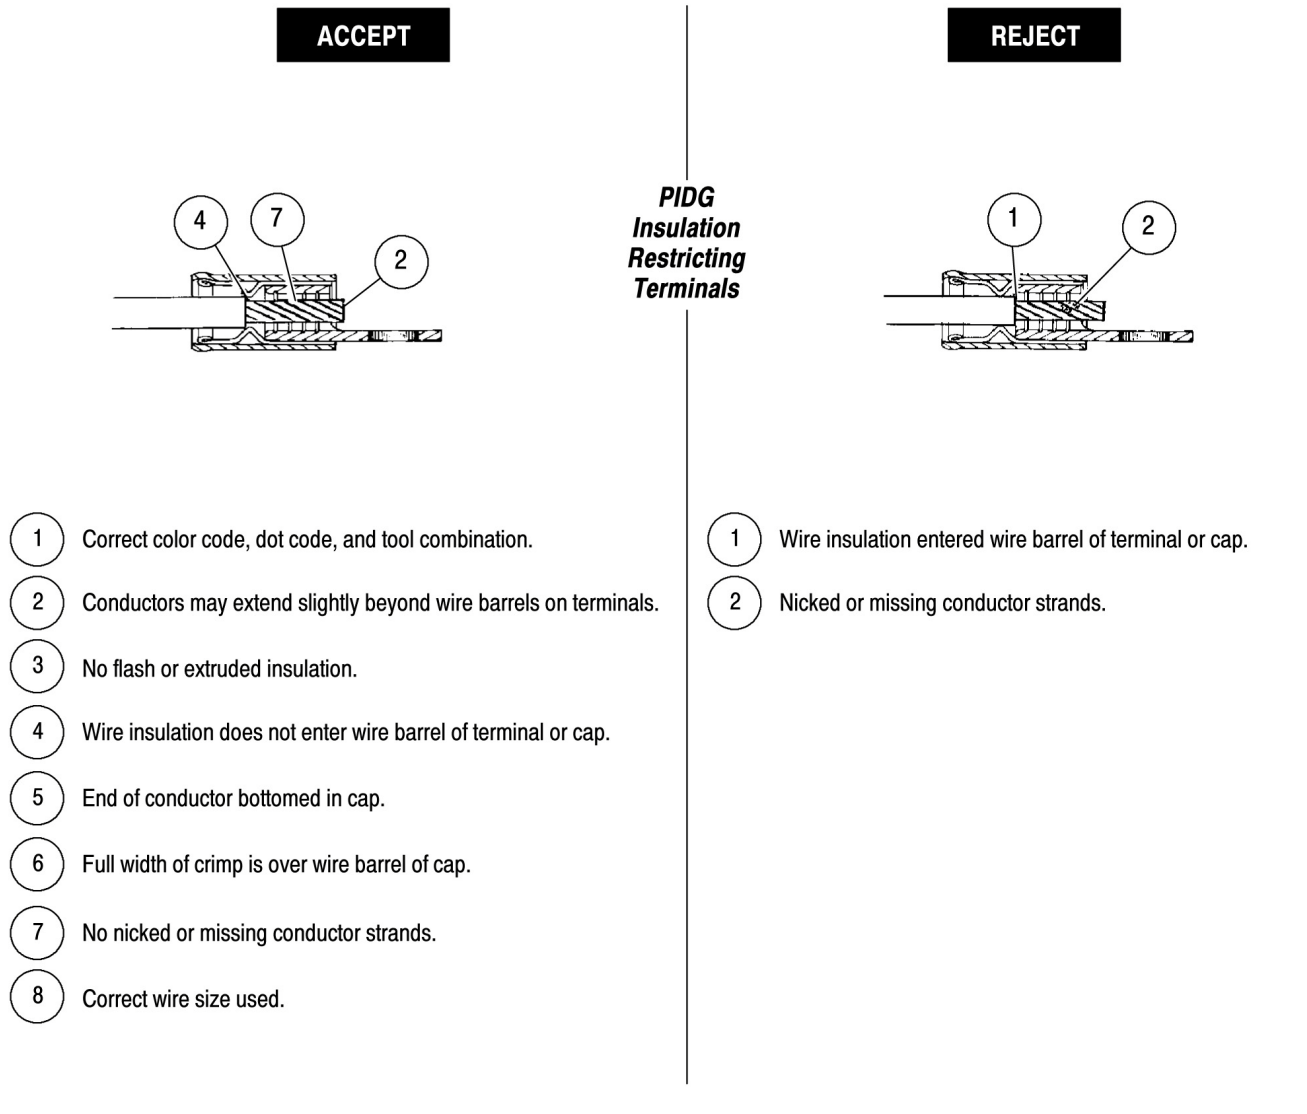 ACCEPT
REJECT
PIDG
Insulation
Restricting
Terminals
4
7
2
1
2
1 Correct color code, dot code, and tool combination.
2 Conductors may extend slightly beyond wire barrels on terminals.
3 No flash or extruded insulation.
4 Wire insulation does not enter wire barrel of terminal or cap.
5 End of conductor bottomed in cap.
6 Full width of crimp is over wire barrel of cap.
7 No nicked or missing conductor strands.
8 Correct wire size used.
1 Wire insulation entered wire barrel of terminal or cap.
2 Nicked or missing conductor strands.